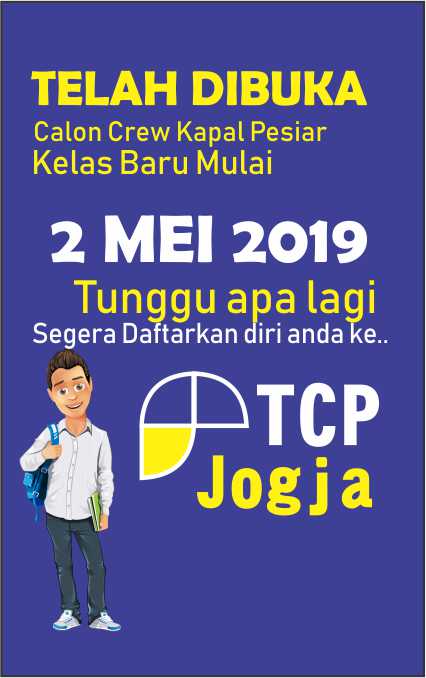 TELAH DIBUKA
Calon Crew Kapal Pesiar
Kelas Baru Mulai
2 MEI 2019
Tunggu apa lagi
Segera Daftarkan diri anda ke..
TCP
Jogja